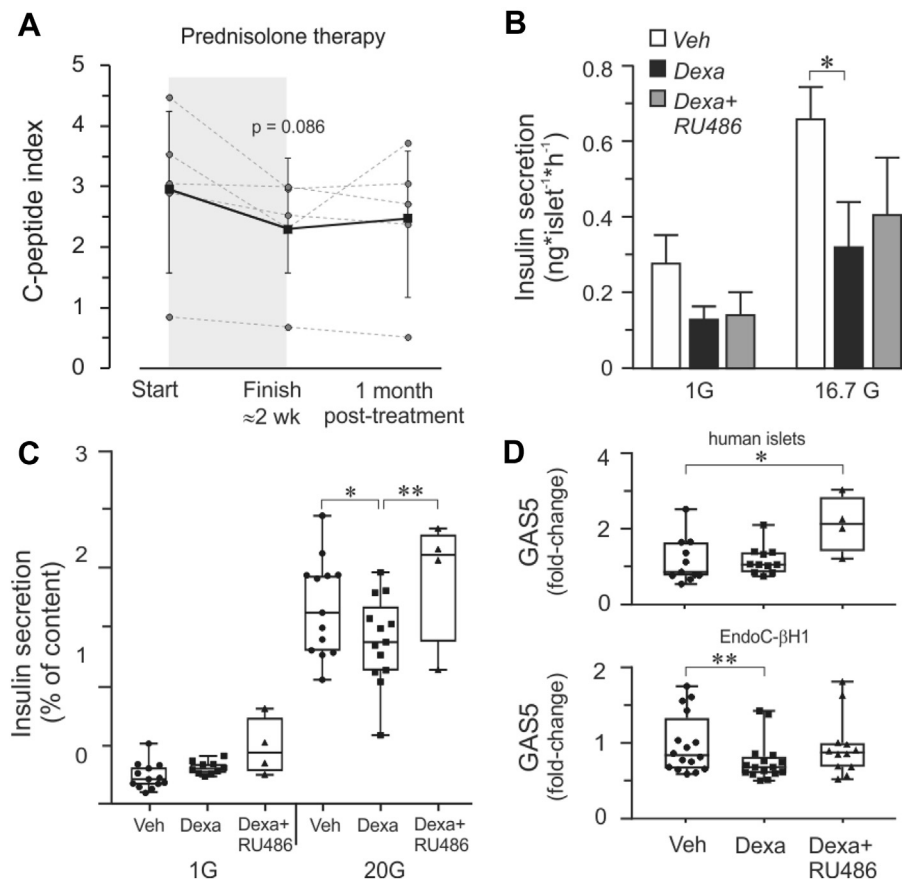 A
Prednisolone therapy
C-peptide index
5
4
3
2
1
0
p = 0.086
Start
Finish
≈2 wk
1 month
post-treatment
B
Veh
Dexa
Dexa+
RU486
*
Insulin secretion
(ng*islet⁻¹*h⁻¹)
0.8
0.6
0.4
0.2
0
1G
16.7 G
C
Insulin secretion
(% of content)
3
2
1
0
*
**
Veh
Dexa
Dexa+
RU486
Veh
Dexa
Dexa+
RU486
1G
20G
D
human islets
GAS5
(fold-change)
4
2
0
*
EndoC-βH1
GAS5
(fold-change)
2
1
0
**
Veh
Dexa
Dexa+
RU486